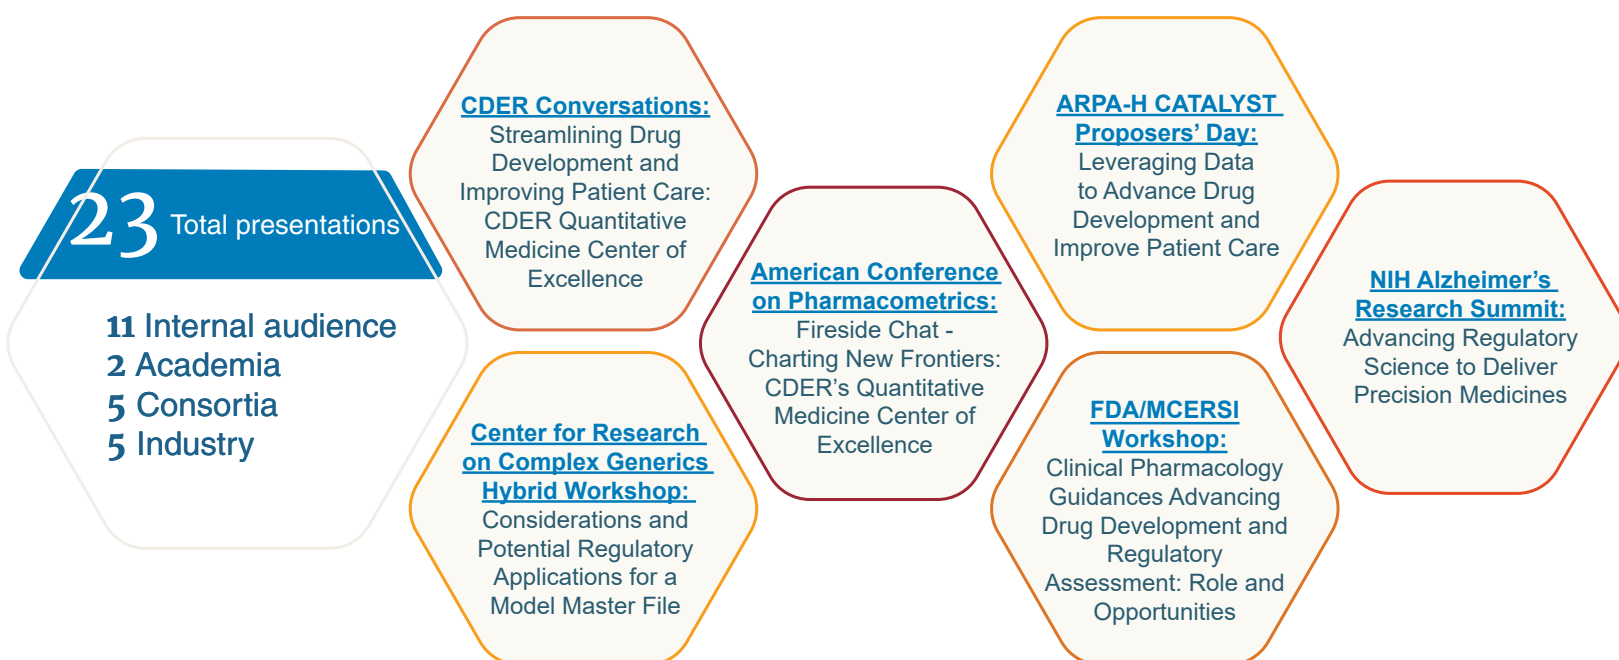 23 Total presentations
11 Internal audience
2 Academia
5 Consortia
5 Industry
CDER Conversations:
Streamlining Drug
Development and
Improving Patient Care:
CDER Quantitative
Medicine Center of
Excellence
Center for Research
on Complex Generics
Hybrid Workshop:
Considerations and
Potential Regulatory
Applications for a
Model Master File
American Conference
on Pharmacometrics:
Fireside Chat -
Charting New Frontiers:
CDER’s Quantitative
Medicine Center of
Excellence
ARPA-H CATALYST
Proposers’ Day:
Leveraging Data
to Advance Drug
Development and
Improve Patient Care
FDA/MCERSI
Workshop:
Clinical Pharmacology
Guidances Advancing
Drug Development and
Regulatory
Assessment: Role and
Opportunities
NIH Alzheimer’s
Research Summit:
Advancing Regulatory
Science to Deliver
Precision Medicines